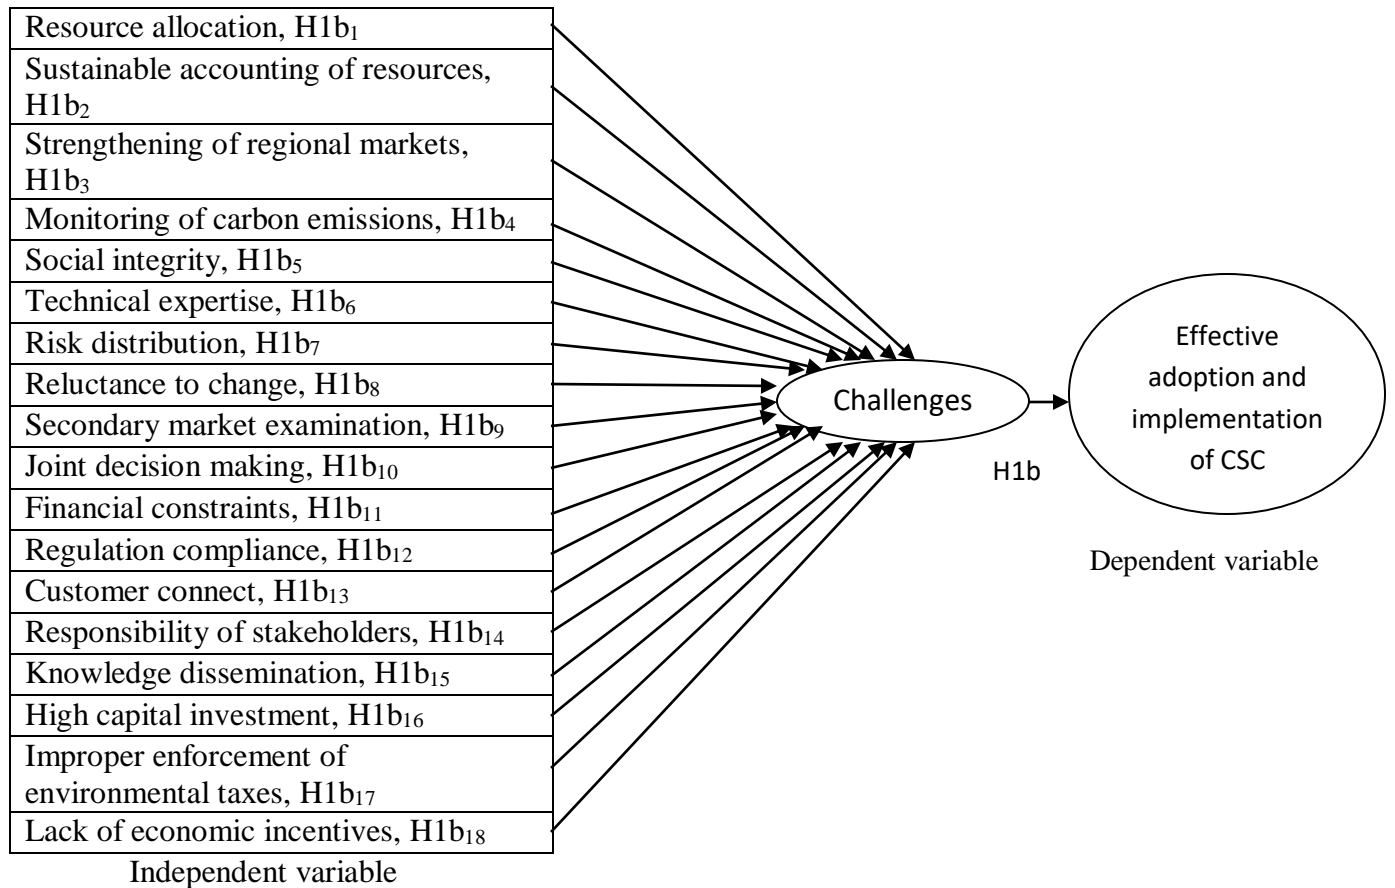 Resource allocation, H1b₁
Sustainable accounting of resources,
H1b₂
Strengthening of regional markets,
H1b₃
Monitoring of carbon emissions, H1b₄
Social integrity, H1b₅
Technical expertise, H1b₆
Risk distribution, H1b₇
Reluctance to change, H1b₈
Secondary market examination, H1b₉
Joint decision making, H1b₁₀
Financial constraints, H1b₁₁
Regulation compliance, H1b₁₂
Customer connect, H1b₁₃
Responsibility of stakeholders, H1b₁₄
Knowledge dissemination, H1b₁₅
High capital investment, H1b₁₆
Improper enforcement of
environmental taxes, H1b₁₇
Lack of economic incentives, H1b₁₈
Independent variable
Challenges
H1b
Effective
adoption and
implementation
of CSC
Dependent variable